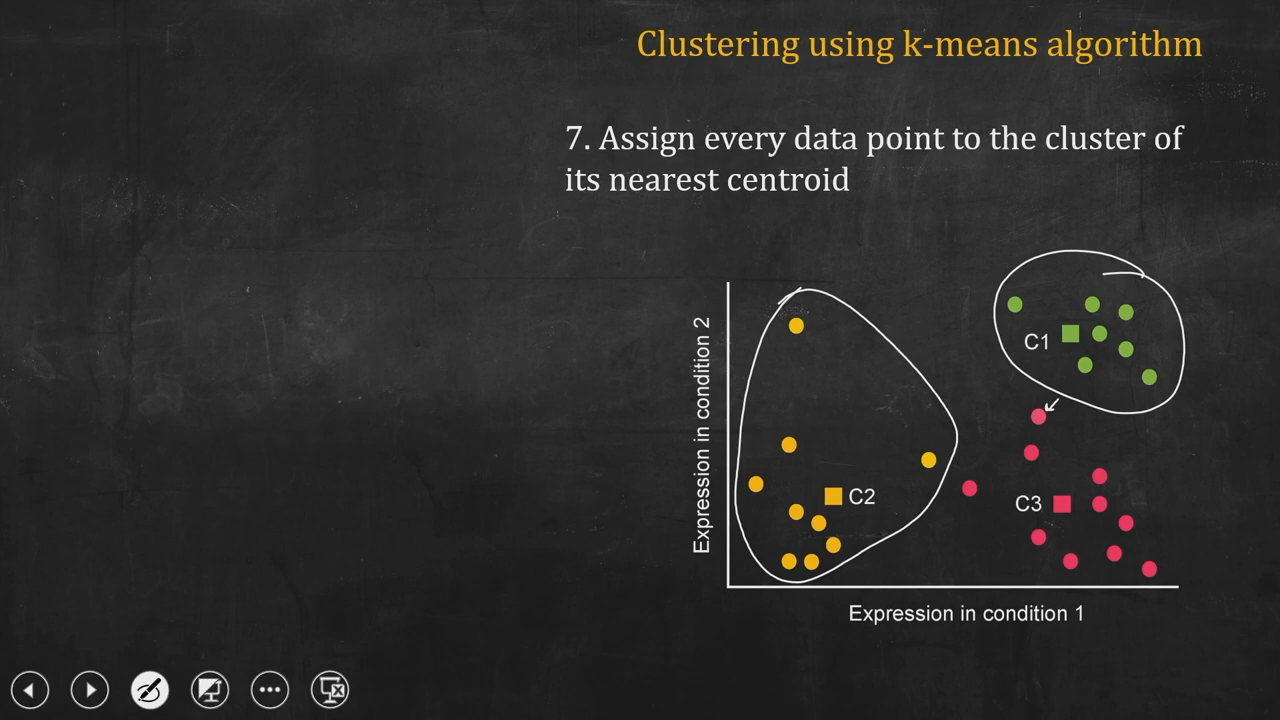 Clustering using k-means algorithm
7. Assign every data point to the cluster of
its nearest centroid
Expression in condition 2
C1
C2
C3
Expression in condition 1